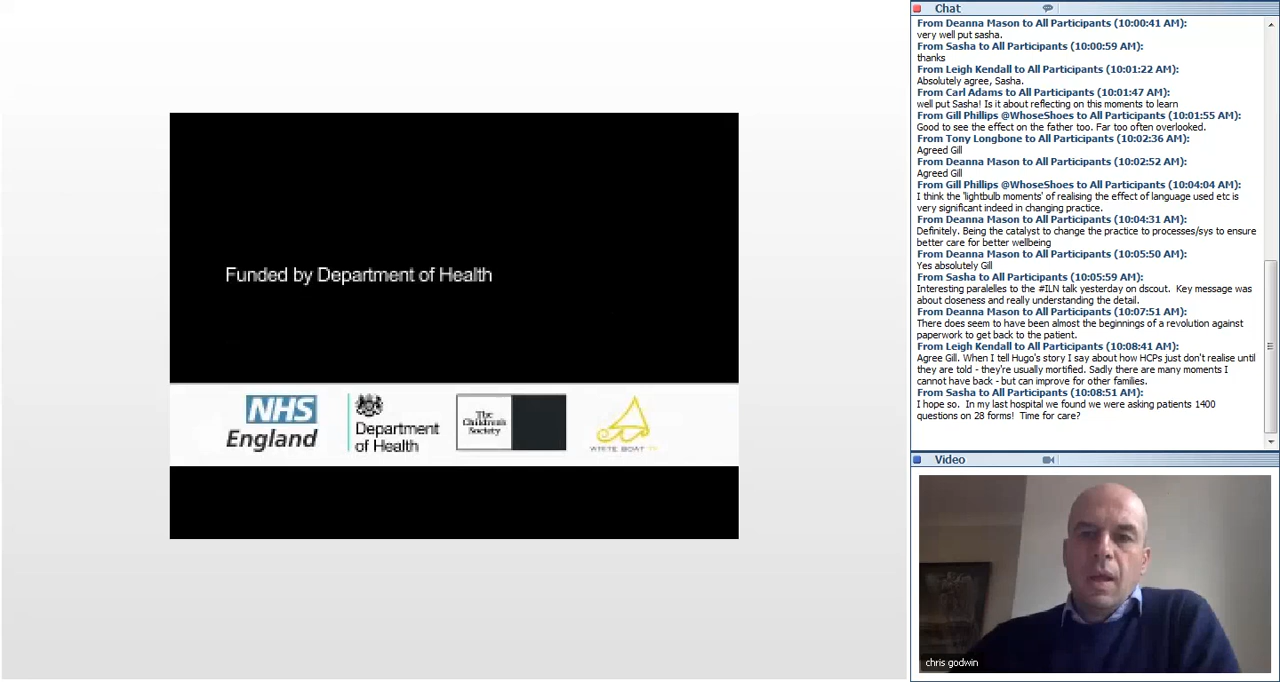 Funded by Department of Health
NHS
England
Department
of Health
The
Children's
Society
WHITE BOAT TV
Chat
From Deanna Mason to All Participants (10:00:41 AM):
very well put sasha.
From Sasha to All Participants (10:00:59 AM):
thanks
From Leigh Kendall to All Participants (10:01:22 AM):
Absolutely agree, Sasha.
From Carl Adams to All Participants (10:01:47 AM):
well put Sasha! Is it about reflecting on this moments to learn
From Gill Phillips @WhoseShoes to All Participants (10:01:55 AM):
Good to see the effect on the father too. Far too often overlooked.
From Tony Longbone to All Participants (10:02:36 AM):
Agreed Gill
From Deanna Mason to All Participants (10:02:52 AM):
Agreed Gill
From Gill Phillips @WhoseShoes to All Participants (10:04:04 AM):
I think the 'lightbulb moments' of realising the effect of language used etc is
very significant indeed in changing practice.
From Deanna Mason to All Participants (10:04:31 AM):
Definitely. Being the catalyst to change the practice to processes/sys to ensure
better care for better wellbeing
From Deanna Mason to All Participants (10:05:50 AM):
Yes absolutely Gill
From Sasha to All Participants (10:05:59 AM):
Interesting paralelles to the #ILN talk yesterday on dscout.  Key message was
about closeness and really understanding the detail.
From Deanna Mason to All Participants (10:07:51 AM):
There does seem to have been almost the beginnings of a revolution against
paperwork to get back to the patient.
From Leigh Kendall to All Participants (10:08:41 AM):
Agree Gill. When I tell Hugo's story I say about how HCPs just don't realise until
they are told - they're usually mortified. Sadly there are many moments I
cannot have back - but can improve for other families.
From Sasha to All Participants (10:08:51 AM):
I hope so.  In my last hospital we found we were asking patients 1400
questions on 28 forms!  Time for care?
Video
chris godwin